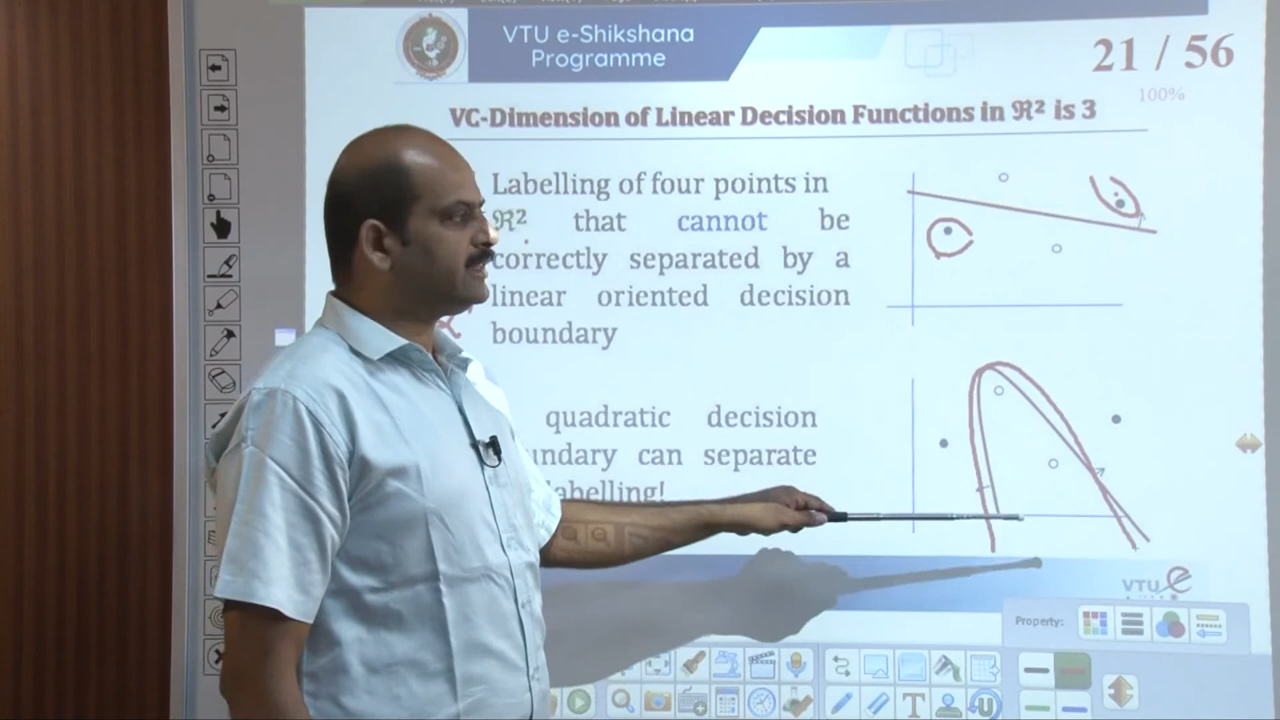 VTU e-Shikshana
Programme
21 / 56
100%
VC-Dimension of Linear Decision Functions in ℜ² is 3
Labelling of four points in
ℜ² that cannot be
correctly separated by a
linear oriented decision
boundary
quadratic decision
undary can separate
labelling!
VTU e
Property:
T
U